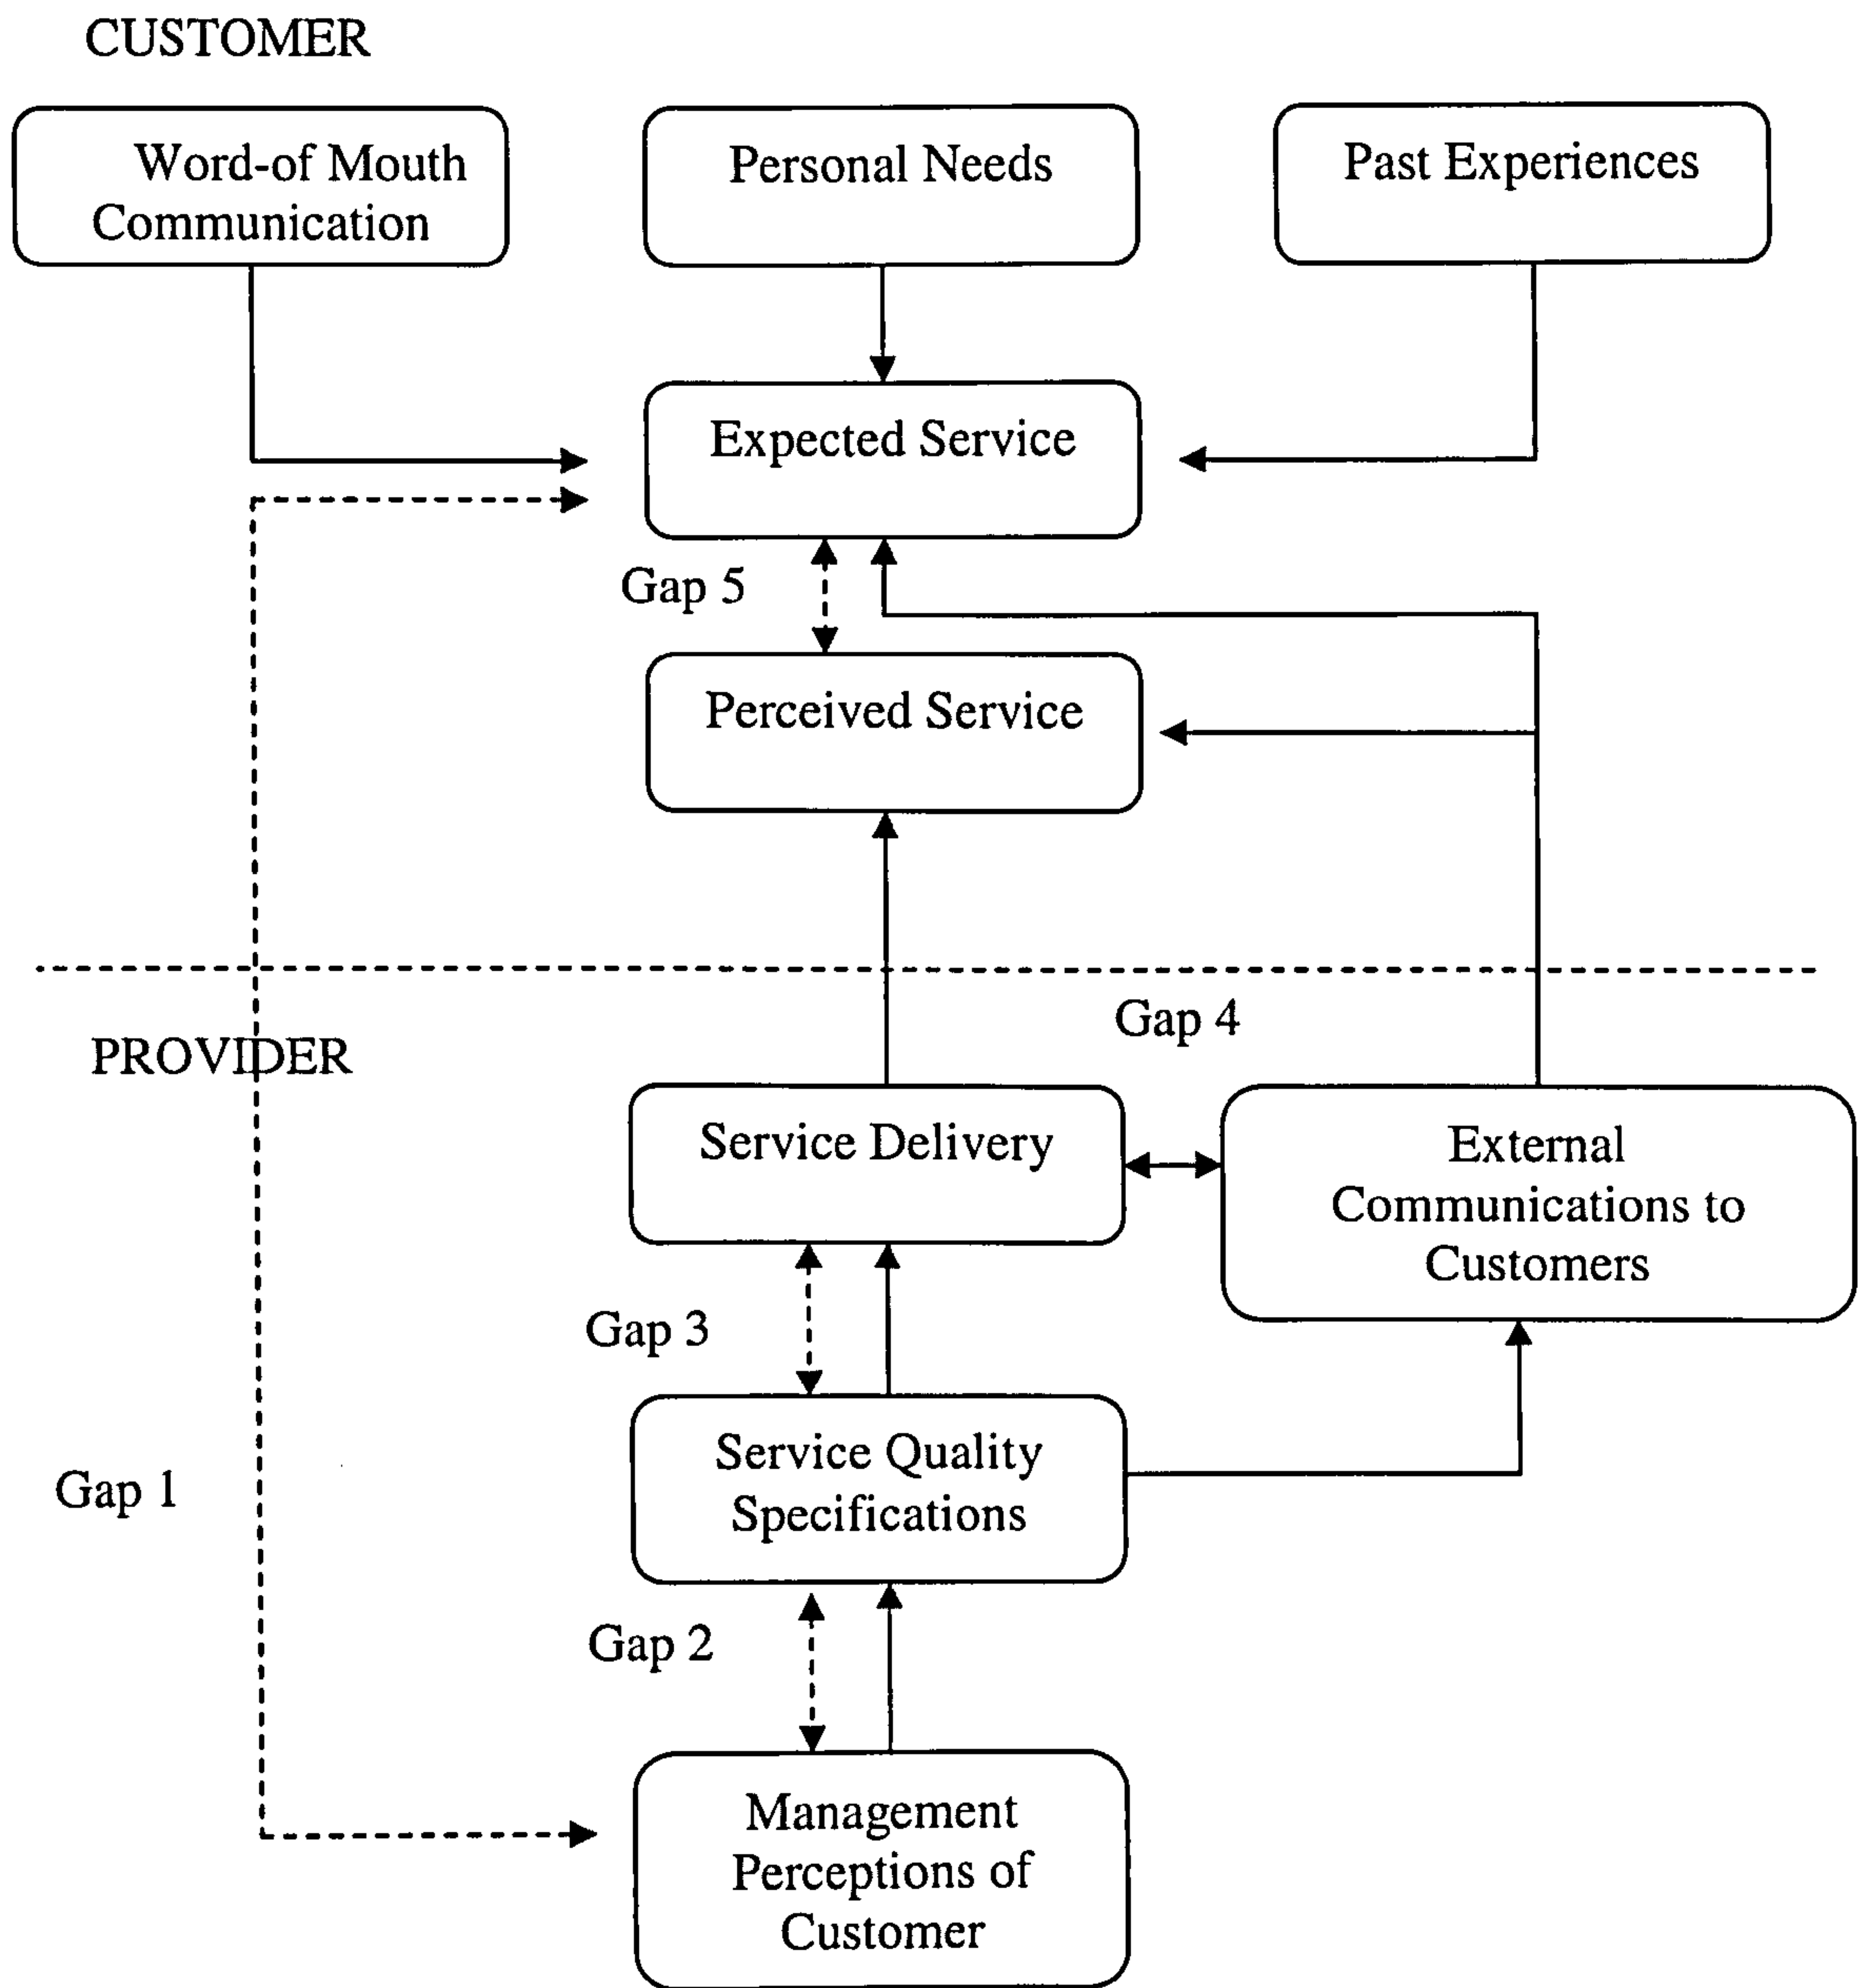 CUSTOMER
Word-of Mouth
Communication
Personal Needs
Past Experiences
Expected Service
Gap 5
Perceived Service
Gap 4
PROVIDER
Service Delivery
External
Communications to
Customers
Gap 3
Service Quality
Specifications
Gap 1
Gap 2
Management
Perceptions of
Customer